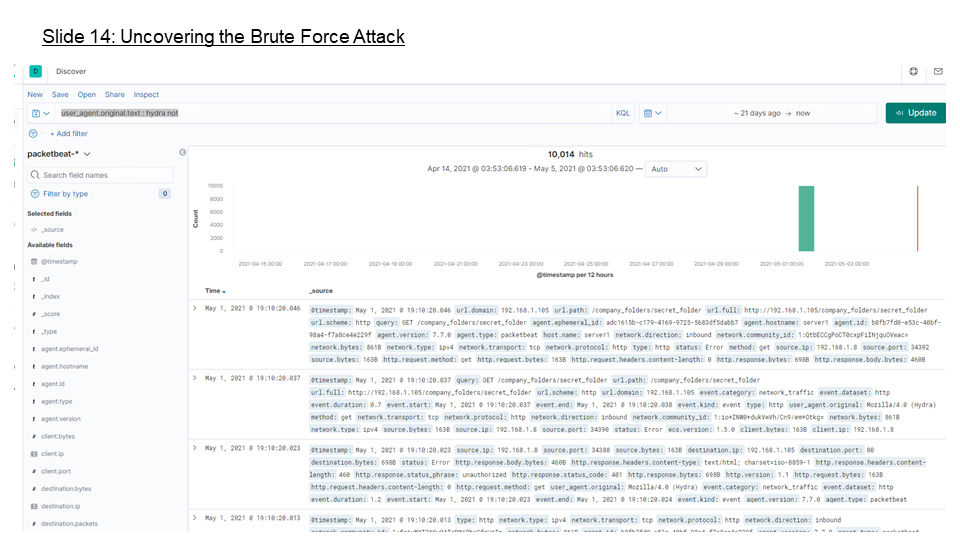 Slide 14: Uncovering the Brute Force Attack
D Discover
New Save Open Share Inspect
user_agent.original.text : hydra not KQL ~ 21 days ago → now Update
+ Add filter
packetbeat-*
Search field names
Filter by type 0
Selected fields
_source
Available fields
@timestamp
t _id
t _index
# _score
t _type
t agent.ephemeral_id
t agent.hostname
t agent.id
t agent.type
t agent.version
# client.bytes
client.ip
# client.port
# destination.bytes
destination.ip
# destination.packets
10,014 hits
Apr 14, 2021 @ 03:53:06.619 - May 5, 2021 @ 03:53:06.620 — Auto
Count
10000
8000
6000
4000
2000
0
2021-04-15 00:00 2021-04-17 00:00 2021-04-19 00:00 2021-04-21 00:00 2021-04-23 00:00 2021-04-25 00:00 2021-04-27 00:00 2021-04-29 00:00 2021-05-01 00:00 2021-05-03 00:00
@timestamp per 12 hours
Time _source
May 1, 2021 @ 19:10:20.046 @timestamp: May 1, 2021 @ 19:10:20.046 url.domain: 192.168.1.105 url.path: /company_folders/secret_folder url.full: http://192.168.1.105/company_folders/secret_folder
url.scheme: http query: GET /company_folders/secret_folder agent.ephemeral_id: adc1615b-c179-4169-9725-5683df5dabb7 agent.hostname: server1 agent.id: b8fb7fd0-e53c-40bf-
98a4-f7a8ce4e229f agent.version: 7.7.0 agent.type: packetbeat host.name: server1 network.direction: inbound network.community_id:
network.bytes: 861B network.type: ipv4 network.transport: tcp network.protocol: http type: http status: Error method: get source.ip: 192.168.1.8 source.port: 34392
source.bytes: 163B http.request.method: get http.request.bytes: 163B http.request.headers.content-length: 0 http.response.bytes: 698B http.response.body.bytes: 460B
May 1, 2021 @ 19:10:20.037 @timestamp: May 1, 2021 @ 19:10:20.037 query: GET /company_folders/secret_folder url.path: /company_folders/secret_folder
url.full: http://192.168.1.105/company_folders/secret_folder url.scheme: http url.domain: 192.168.1.105 event.category: network_traffic event.dataset: http
event.duration: 0.7 event.start: May 1, 2021 @ 19:10:20.037 event.end: May 1, 2021 @ 19:10:20.038 event.kind: event type: http user_agent.original: Mozilla/4.0 (Hydra)
method: get network.transport: tcp network.protocol: http network.direction: inbound network.community_id: network.bytes: 861B
network.type: ipv4 source.bytes: 163B source.ip: 192.168.1.8 source.port: 34390 status: Error ecs.version: 1.5.0 client.bytes: 163B client.ip: 192.168.1.8
May 1, 2021 @ 19:10:20.023 @timestamp: May 1, 2021 @ 19:10:20.023 source.ip: 192.168.1.8 source.port: 34388 source.bytes: 163B destination.ip: 192.168.1.105 destination.port: 80
destination.bytes: 698B status: Error http.response.body.bytes: 460B http.response.headers.content-type: text/html; charset=iso-8859-1 http.response.headers.content-
length: 460 http.response.status_phrase: unauthorized http.response.status_code: 401 http.response.bytes: 698B http.version: 1.1 http.request.bytes: 163B
http.request.headers.content-length: 0 http.request.method: get user_agent.original: Mozilla/4.0 (Hydra) event.category: network_traffic event.dataset: http
event.duration: 1.2 event.start: May 1, 2021 @ 19:10:20.023 event.end: May 1, 2021 @ 19:10:20.024 event.kind: event agent.version: 7.7.0 agent.type: packetbeat
May 1, 2021 @ 19:10:20.013 @timestamp: May 1, 2021 @ 19:10:20.013 type: http network.type: ipv4 network.transport: tcp network.protocol: http network.direction: inbound